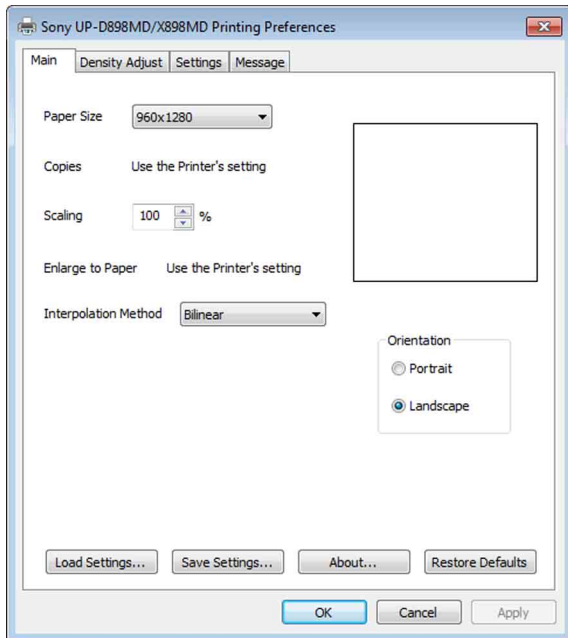 Sony UP-D898MD/X898MD Printing Preferences
Main Density Adjust Settings Message
Paper Size 960x1280
Copies Use the Printer's setting
Scaling 100 %
Enlarge to Paper Use the Printer's setting
Interpolation Method Bilinear
Orientation
Portrait
Landscape
Load Settings... Save Settings... About... Restore Defaults
OK Cancel Apply